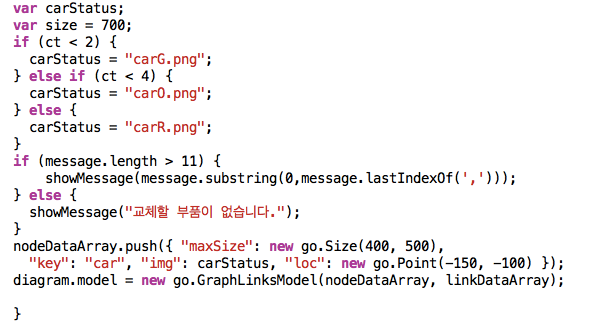 var carStatus;
var size = 700;
if (ct < 2) {
  carStatus = "carG.png";
} else if (ct < 4) {
  carStatus = "carO.png";
} else {
  carStatus = "carR.png";
}
if (message.length > 11) {
    showMessage(message.substring(0,message.lastIndexOf(',')));
} else {
  showMessage("교체할 부품이 없습니다.");
}
nodeDataArray.push({ "maxSize": new go.Size(400, 500),
  "key": "car", "img": carStatus, "loc": new go.Point(-150, -100) });
diagram.model = new go.GraphLinksModel(nodeDataArray, linkDataArray);
}